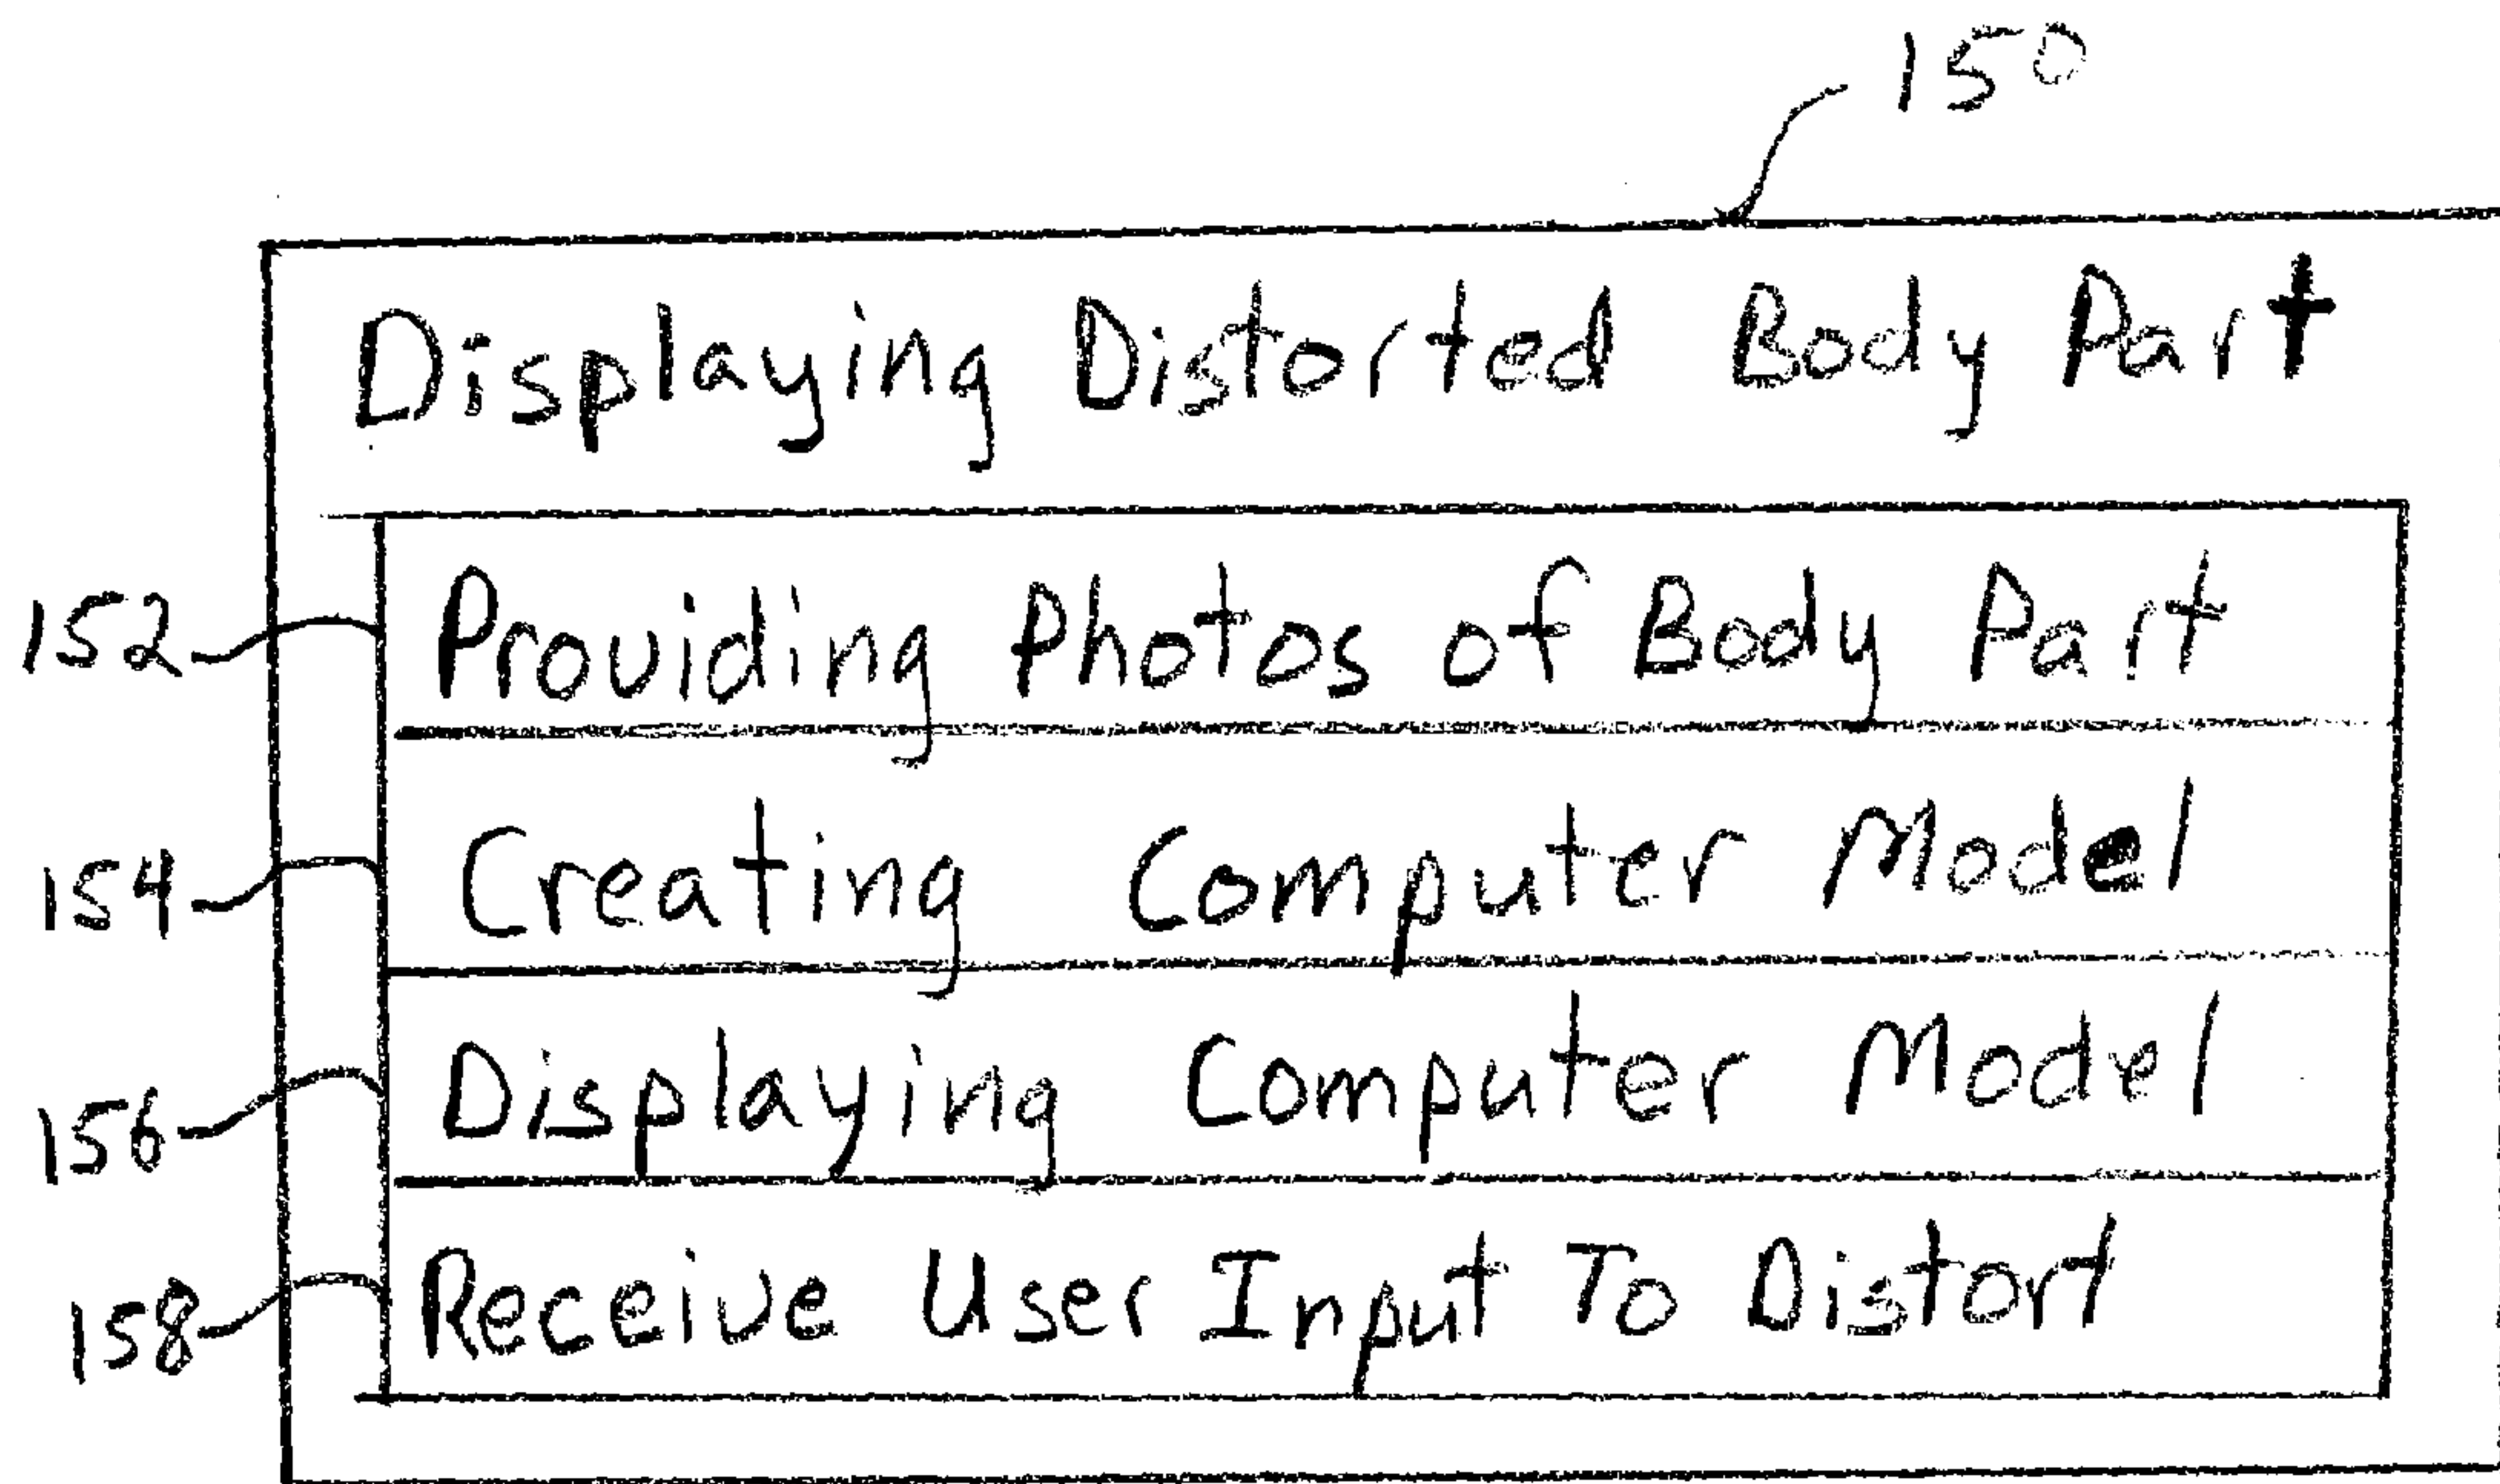 150
Displaying Distorted Body Part
152 Providing Photos of Body Part
154 Creating Computer Model
156 Displaying Computer Model
158 Receive User Input To Distort